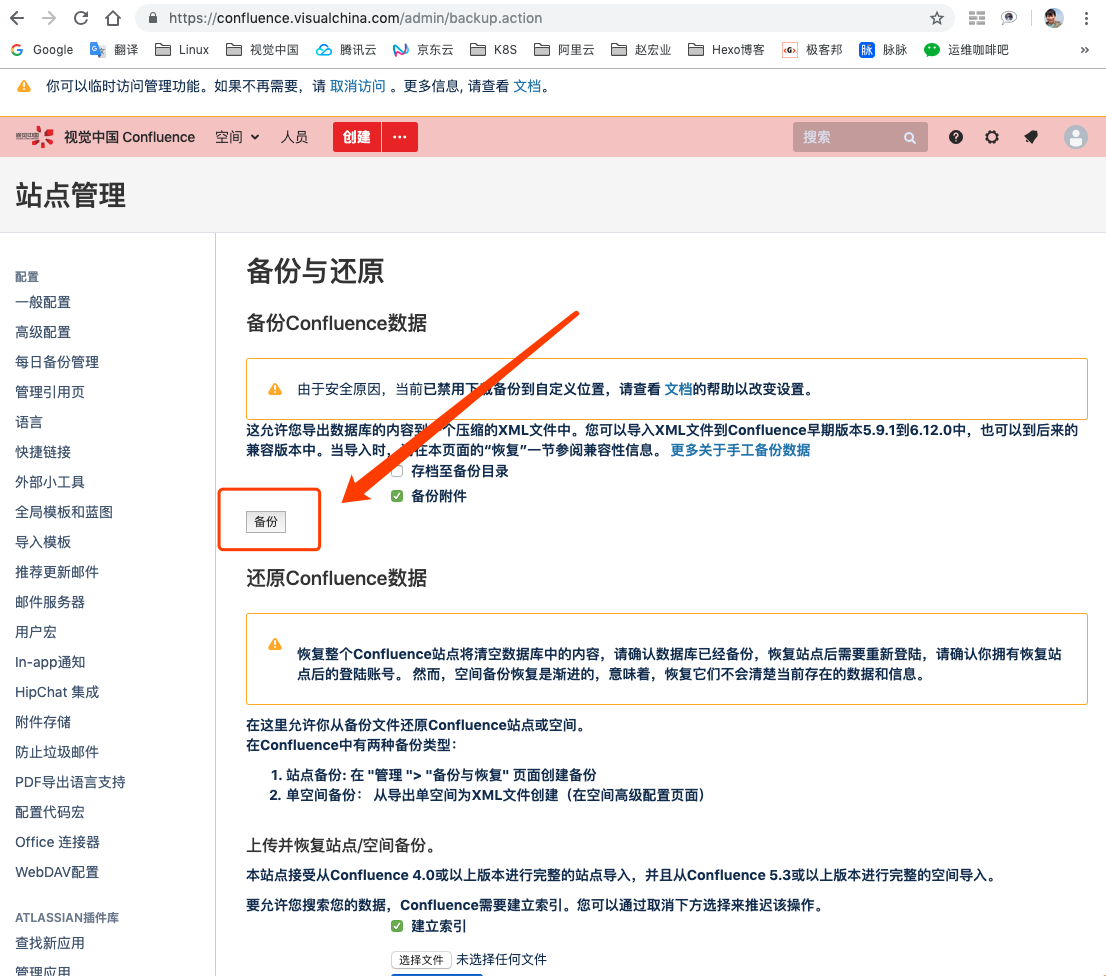 https://confluence.visualchina.com/admin/backup.action
Google 翻译 Linux 视觉中国 腾讯云 京东云 K8S 阿里云 赵宏业 Hexo博客 极客邦 脉 脉脉 运维咖啡吧 »
你可以临时访问管理功能。如果不再需要，请 取消访问 。更多信息, 请查看 文档。
视觉中国 Confluence 空间 人员 创建 ··· 搜索
站点管理
配置
一般配置
高级配置
每日备份管理
管理引用页
语言
快捷链接
外部小工具
全局模板和蓝图
导入模板
推荐更新邮件
邮件服务器
用户宏
In-app通知
HipChat 集成
附件存储
防止垃圾邮件
PDF导出语言支持
配置代码宏
Office 连接器
WebDAV配置
ATLASSIAN插件库
查找新应用
管理应用
备份与还原
备份Confluence数据
由于安全原因，当前已禁用下 备份到自定义位置，请查看 文档的帮助以改变设置。
这允许您导出数据库的内容到 个压缩的XML文件中。您可以导入XML文件到Confluence早期版本5.9.1到6.12.0中，也可以到后来的
兼容版本中。当导入时， 在本页面的“恢复”一节参阅兼容性信息。 更多关于手工备份数据
存档至备份目录
备份附件
备份
还原Confluence数据
恢复整个Confluence站点将清空数据库中的内容，请确认数据库已经备份，恢复站点后需要重新登陆，请确认你拥有恢复站
点后的登陆账号。 然而，空间备份恢复是渐进的，意味着，恢复它们不会清楚当前存在的数据和信息。
在这里允许你从备份文件还原Confluence站点或空间。
在Confluence中有两种备份类型：
1. 站点备份: 在 "管理 "> "备份与恢复" 页面创建备份
2. 单空间备份： 从导出单空间为XML文件创建（在空间高级配置页面）
上传并恢复站点/空间备份。
本站点接受从Confluence 4.0或以上版本进行完整的站点导入，并且从Confluence 5.3或以上版本进行完整的空间导入。
要允许您搜索您的数据，Confluence需要建立索引。您可以通过取消下方选择来推迟该操作。
建立索引
选择文件 未选择任何文件